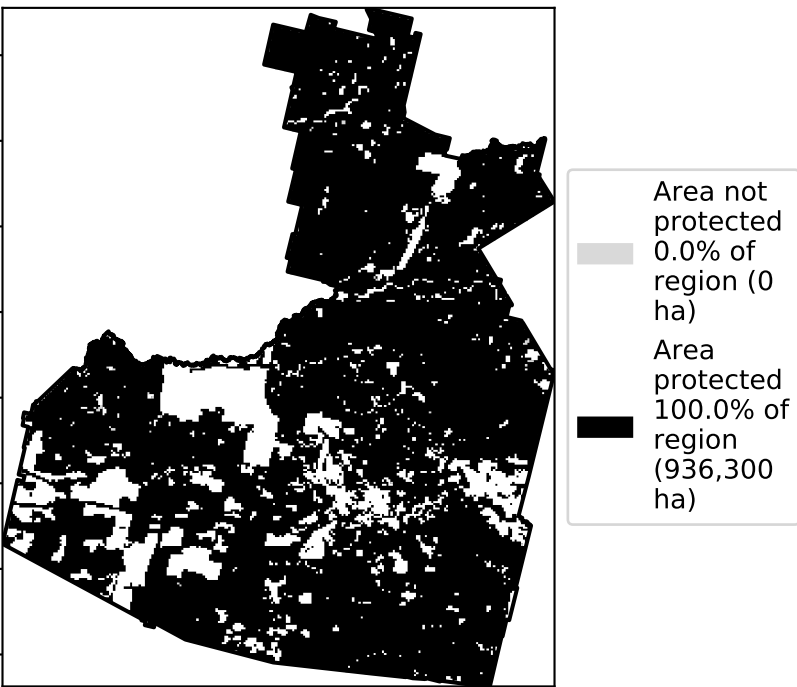 Area not
protected
0.0% of
region (0
ha)
Area
protected
100.0% of
region
(936,300
ha)